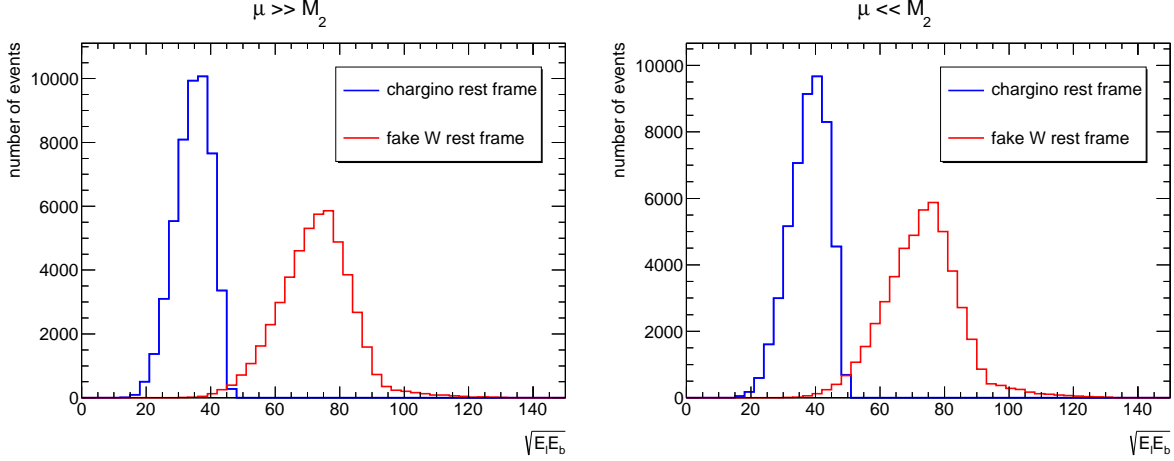 μ >> M₂
number of events
10000
8000
6000
4000
2000
0
chargino rest frame
fake W rest frame
0 20 40 60 80 100 120 140
√EₗE_b
μ << M₂
number of events
10000
8000
6000
4000
2000
0
chargino rest frame
fake W rest frame
0 20 40 60 80 100 120 140
√EₗE_b